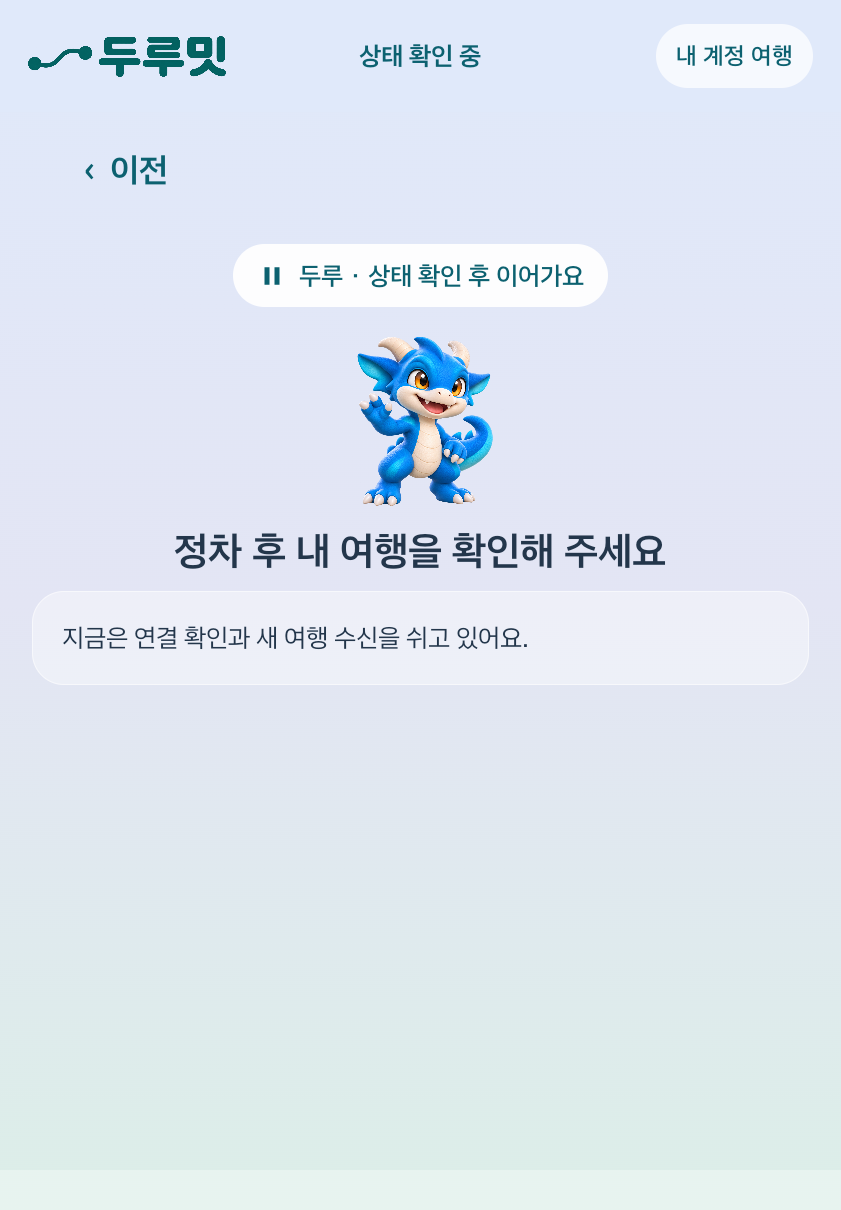 두루밋
상태 확인 중
내 계정 여행
‹ 이전
두루 · 상태 확인 후 이어가요
정차 후 내 여행을 확인해 주세요
지금은 연결 확인과 새 여행 수신을 쉬고 있어요.